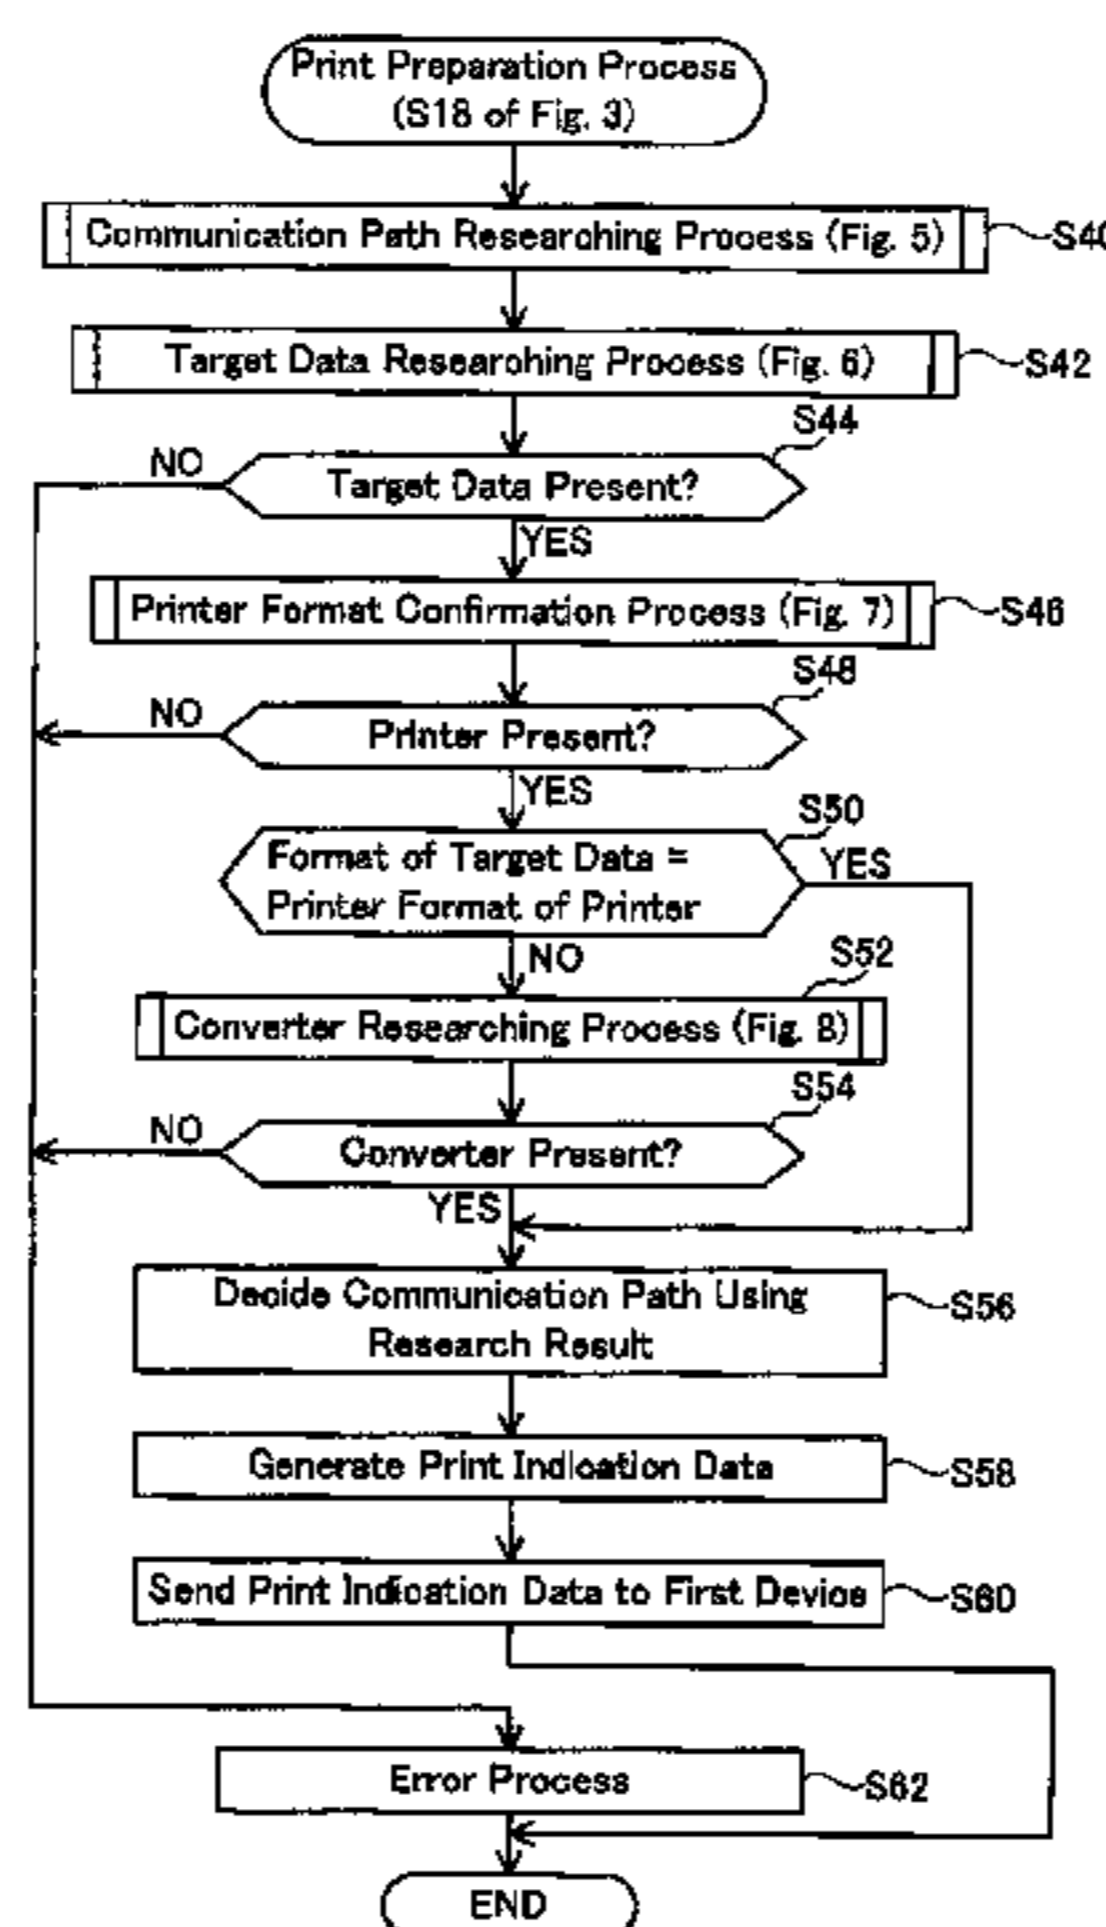 Print Preparation Process
(S18 of Fig. 3)
Communication Path Researching Process (Fig. 5)
S40
Target Data Researching Process (Fig. 6)
S42
S44
NO
Target Data Present?
YES
Printer Format Confirmation Process (Fig. 7)
S46
S48
NO
Printer Present?
YES
S50
Format of Target Data =
Printer Format of Printer
YES
NO
S52
Converter Researching Process (Fig. 8)
S54
NO
Converter Present?
YES
Decide Communication Path Using
Research Result
S56
Generate Print Indication Data
S58
Send Print Indication Data to First Device
S60
Error Process
S62
END